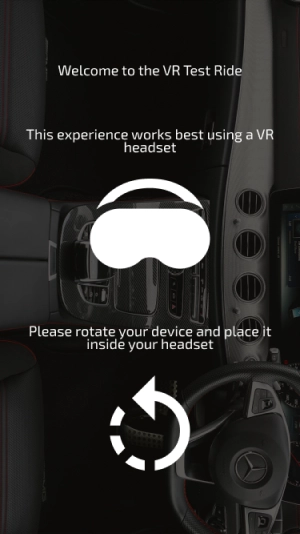 Welcome to the VR Test Ride
This experience works best using a VR
headset
Please rotate your device and place it
inside your headset